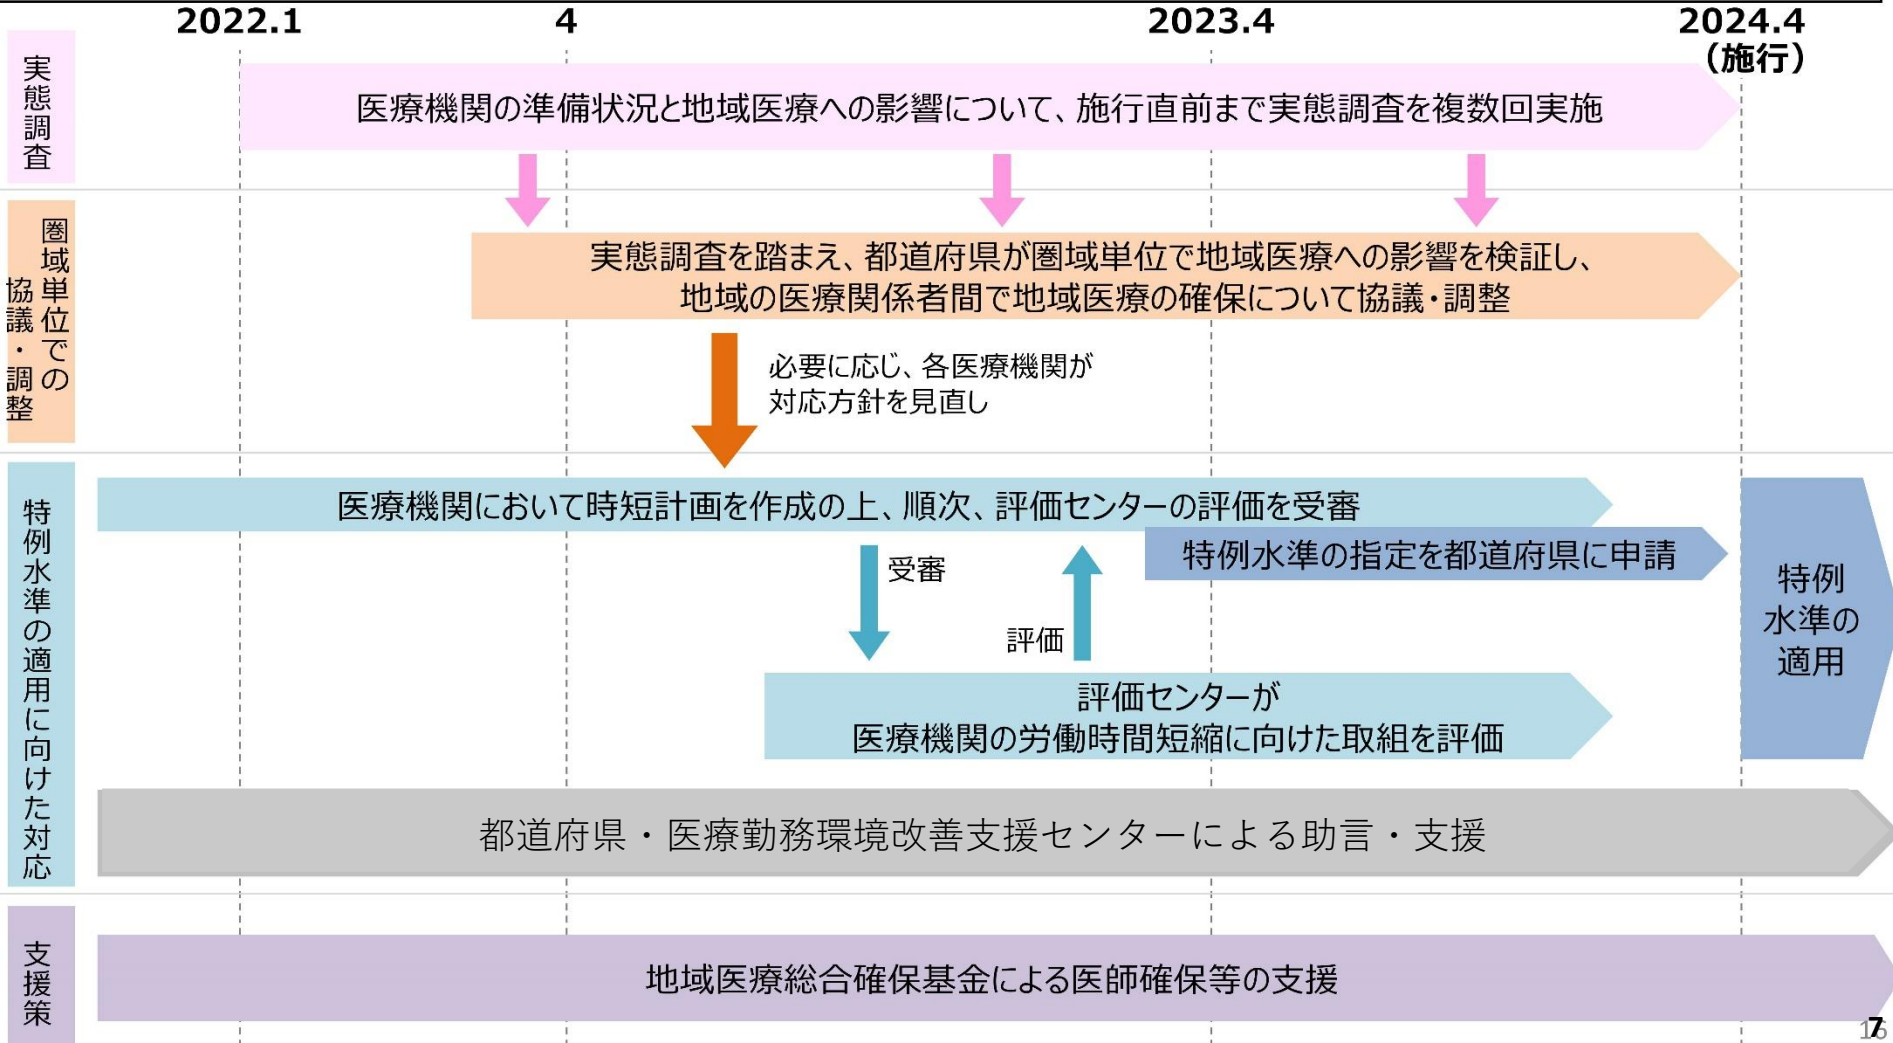 2022.1
4
2023.4
2024.4
（施行）
実態調査
医療機関の準備状況と地域医療への影響について、施行直前まで実態調査を複数回実施
圏域単位での
協議・調整
実態調査を踏まえ、都道府県が圏域単位で地域医療への影響を検証し、
地域の医療関係者間で地域医療の確保について協議・調整
必要に応じ、各医療機関が
対応方針を見直し
特例水準の適用に向けた対応
医療機関において時短計画を作成の上、順次、評価センターの評価を受審
特例水準の指定を都道府県に申請
受審
評価
特例
水準の
適用
評価センターが
医療機関の労働時間短縮に向けた取組を評価
都道府県・医療勤務環境改善支援センターによる助言・支援
支援策
地域医療総合確保基金による医師確保等の支援
7